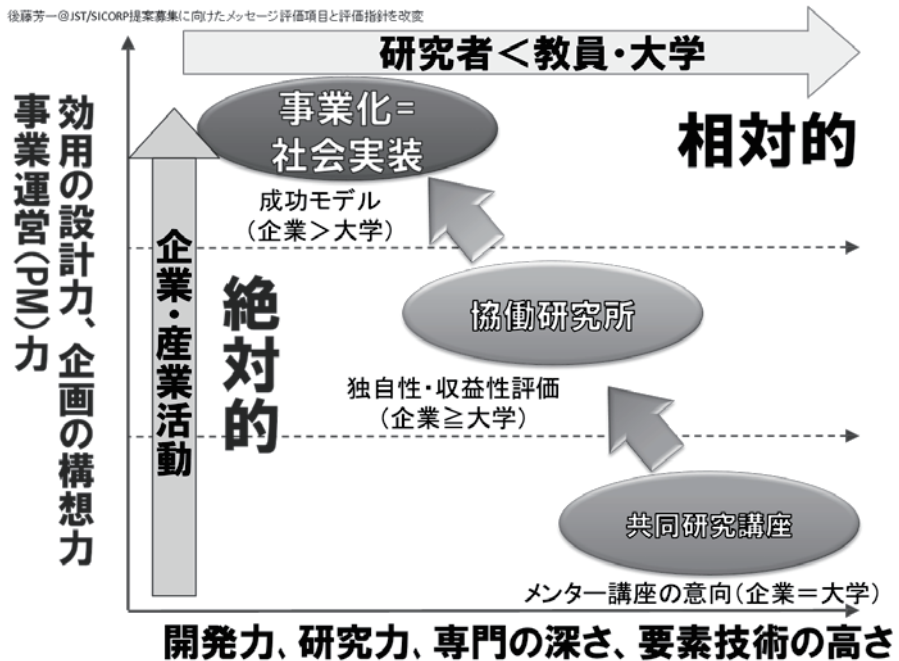 後藤芳一@JST/SICORP提案募集に向けたメッセージ評価項目と評価指針を改変
研究者＜教員・大学
相対的
事業化＝
社会実装
成功モデル
（企業＞大学）
効用の設計力、企画の構想力
事業運営(PM)力
企業・産業活動
絶対的
協働研究所
独自性・収益性評価
（企業≧大学）
共同研究講座
メンター講座の意向（企業＝大学）
開発力、研究力、専門の深さ、要素技術の高さ